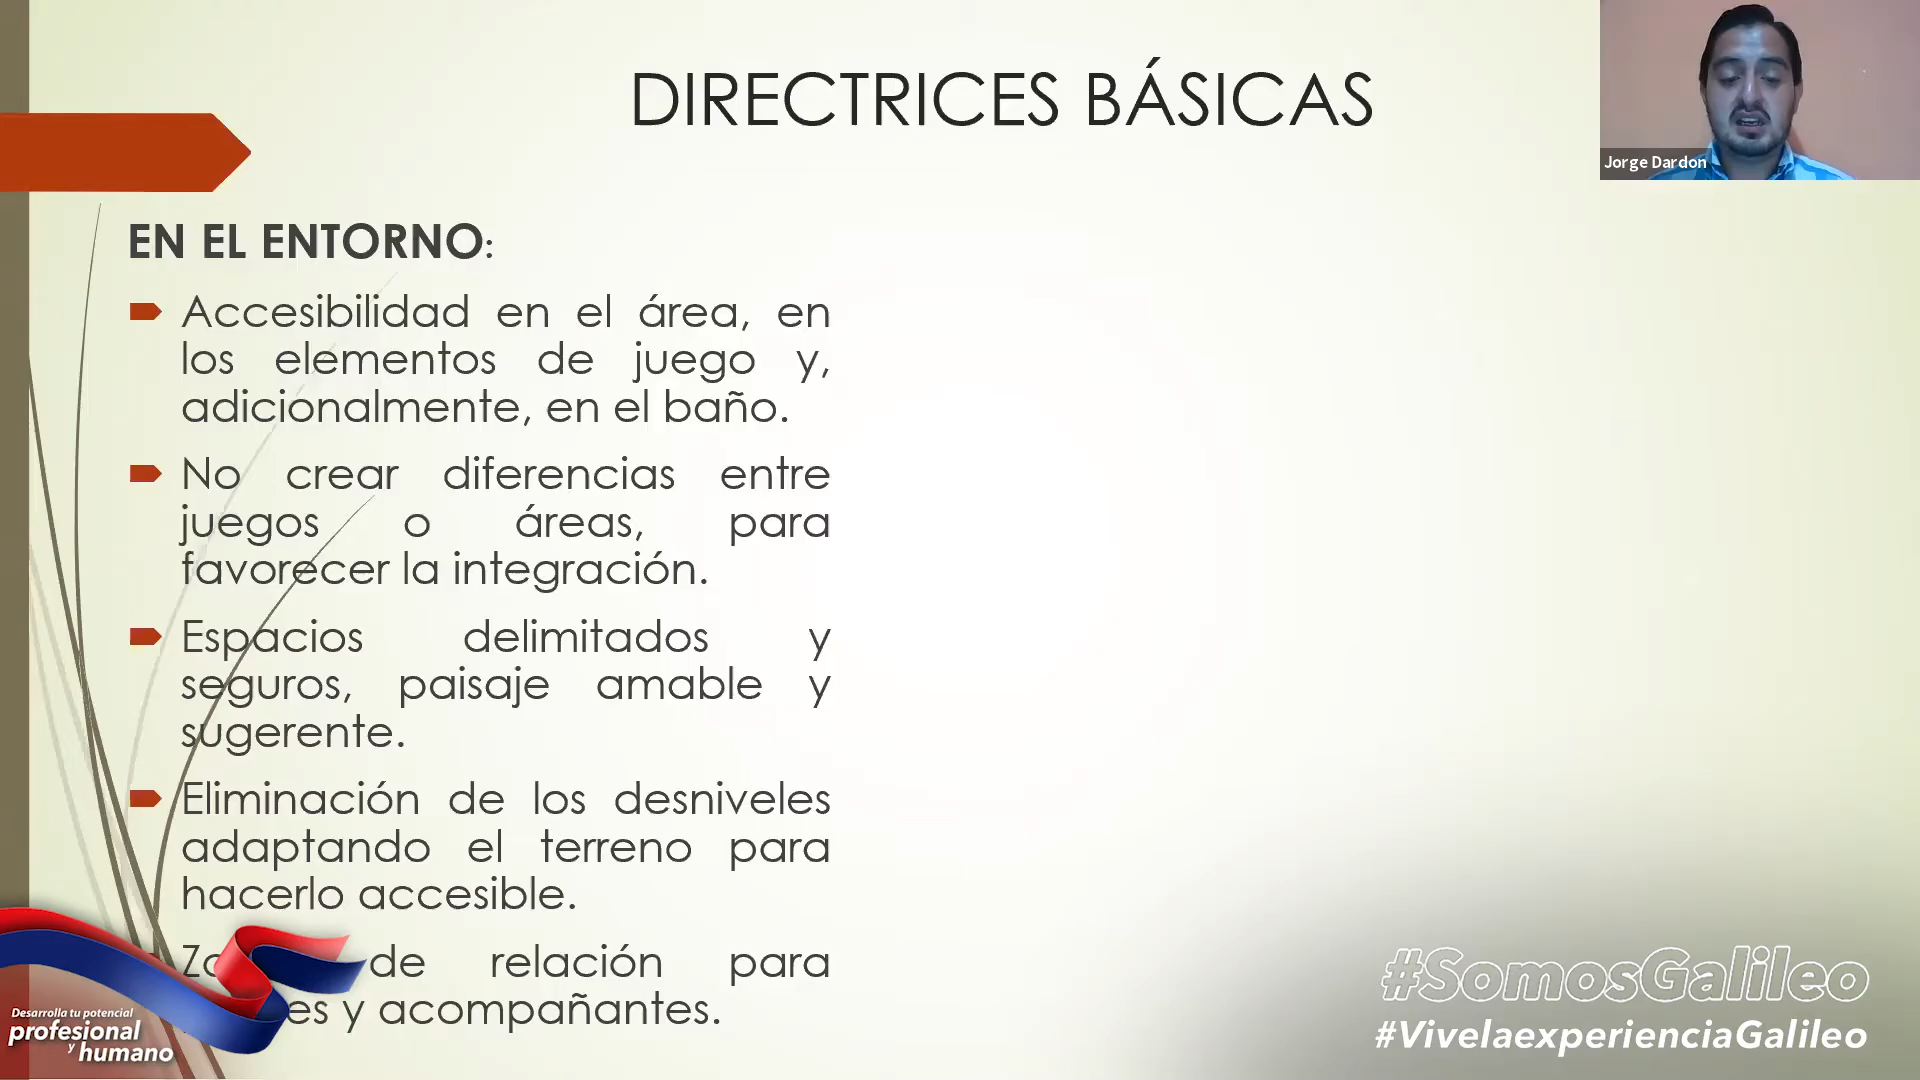 DIRECTRICES BÁSICAS
Jorge Dardon
EN EL ENTORNO:
Accesibilidad en el área, en
los elementos de juego y,
adicionalmente, en el baño.
No crear diferencias entre
juegos o áreas, para
favorecer la integración.
Espacios delimitados y
seguros, paisaje amable y
sugerente.
Eliminación de los desniveles
adaptando el terreno para
hacerlo accesible.
de relación para
y acompañantes.
Desarrolla tu potencial
profesional
y
humano
#SomosGalileo
#VivelaexperienciaGalileo